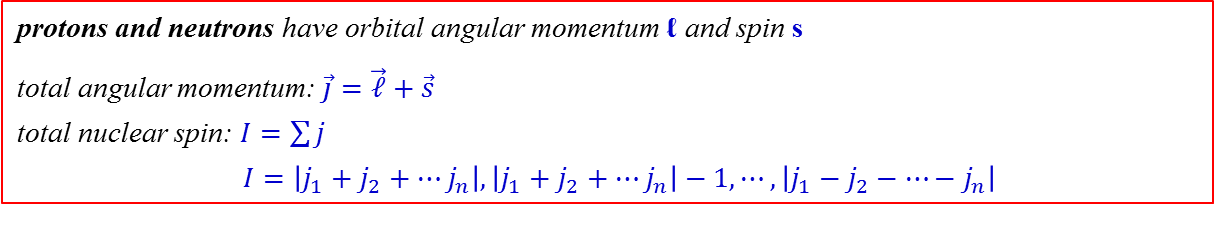 protons and neutrons have orbital angular momentum ℓ and spin s
total angular momentum: j⃗ = ℓ⃗ + s⃗
total nuclear spin: I = ∑ j
I = |j₁ + j₂ + ⋯ jₙ|, |j₁ + j₂ + ⋯ jₙ| − 1, ⋯ , |j₁ − j₂ − ⋯ − jₙ|